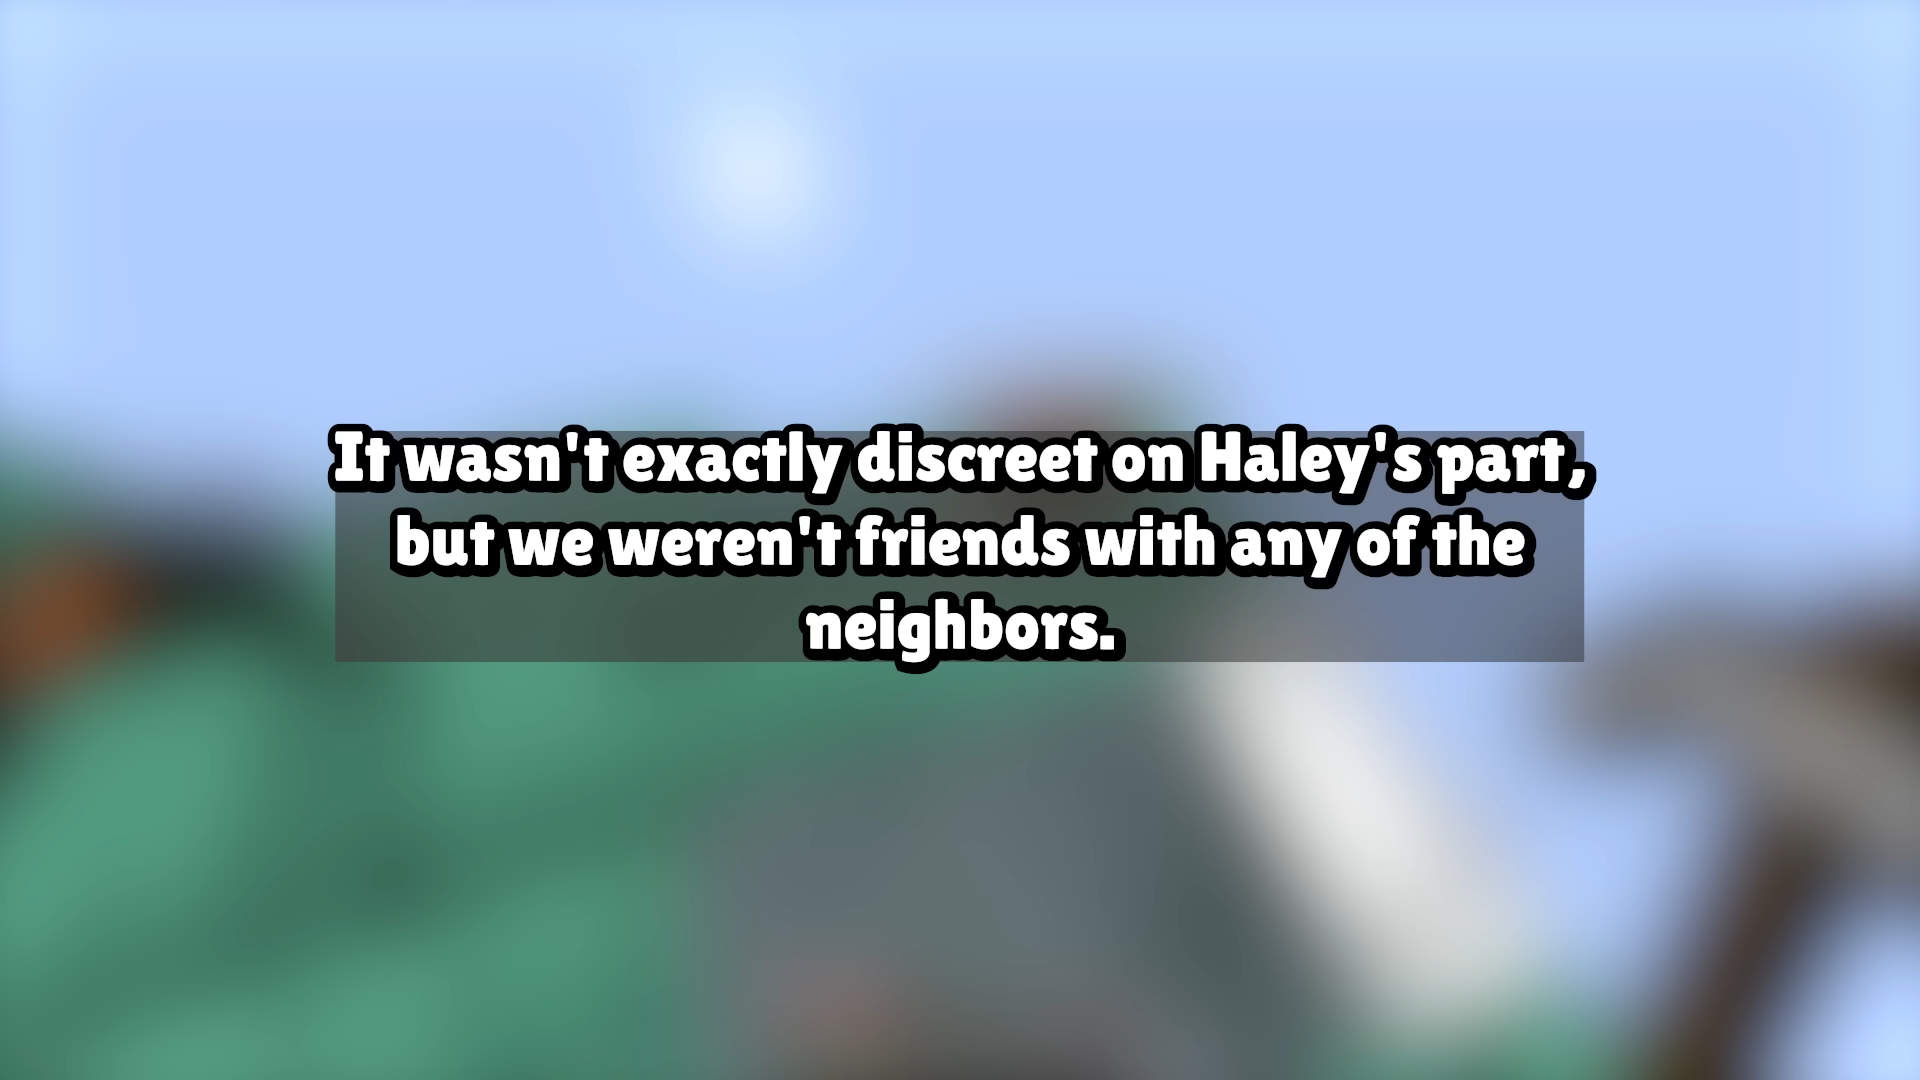 It wasn't exactly discreet on Haley's part,
but we weren't friends with any of the
neighbors.